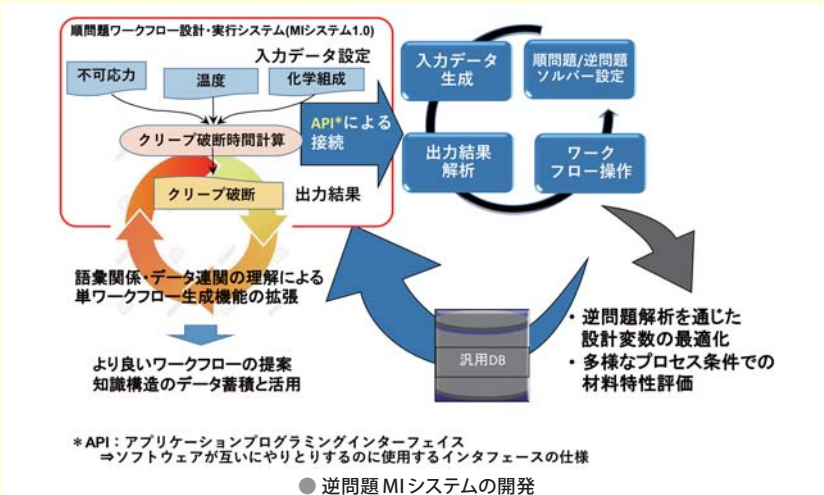 順問題ワークフロー設計・実行システム(MIシステム1.0)
入力データ設定
不可応力
温度
化学組成
クリープ破断時間計算
クリープ破断
出力結果
API*による
接続
入力データ
生成
順問題/逆問題
ソルバー設定
出力結果
解析
ワーク
フロー操作
語彙関係・データ連関の理解による
単ワークフロー生成機能の拡張
より良いワークフローの提案
知識構造のデータ蓄積と活用
汎用DB
・逆問題解析を通じた
設計変数の最適化
・多様なプロセス条件での
材料特性評価
*API：アプリケーションプログラミングインターフェイス
⇒ソフトウェアが互いにやりとりするのに使用するインタフェースの仕様
● 逆問題MIシステムの開発